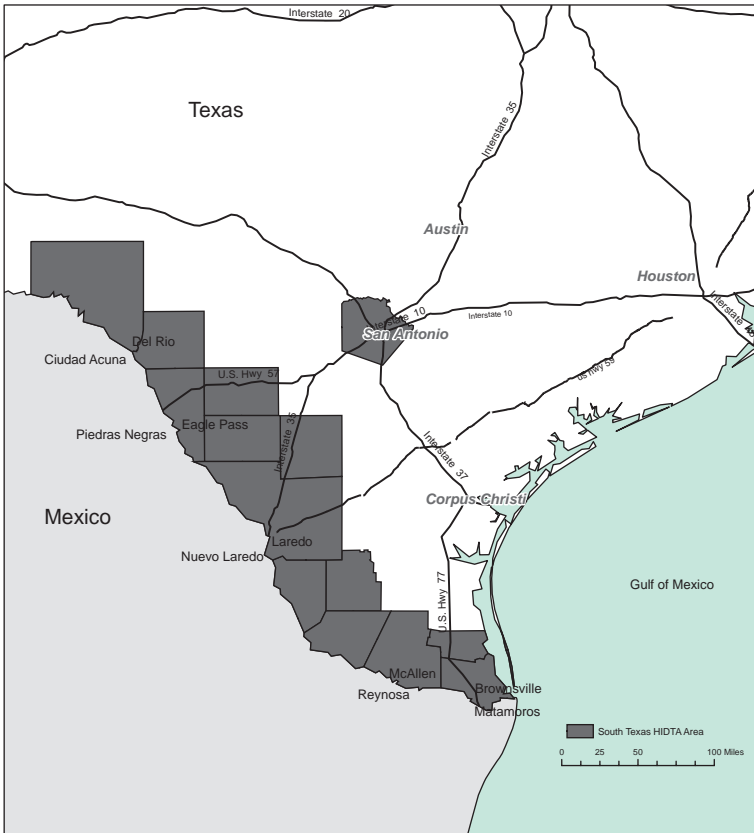 Interstate 20
Texas
Interstate 35
Austin
Houston
Interstate 10
Interstate 10
Interstate 45
San Antonio
Del Rio
Ciudad Acuna
U.S. Hwy 57
us hwy 59
Eagle Pass
Piedras Negras
Interstate 35
Interstate 37
Corpus Christi
Mexico
Laredo
Nuevo Laredo
Gulf of Mexico
U.S. Hwy 77
McAllen
Reynosa
Brownsville
Matamoros
South Texas HIDTA Area
0 25 50 100 Miles